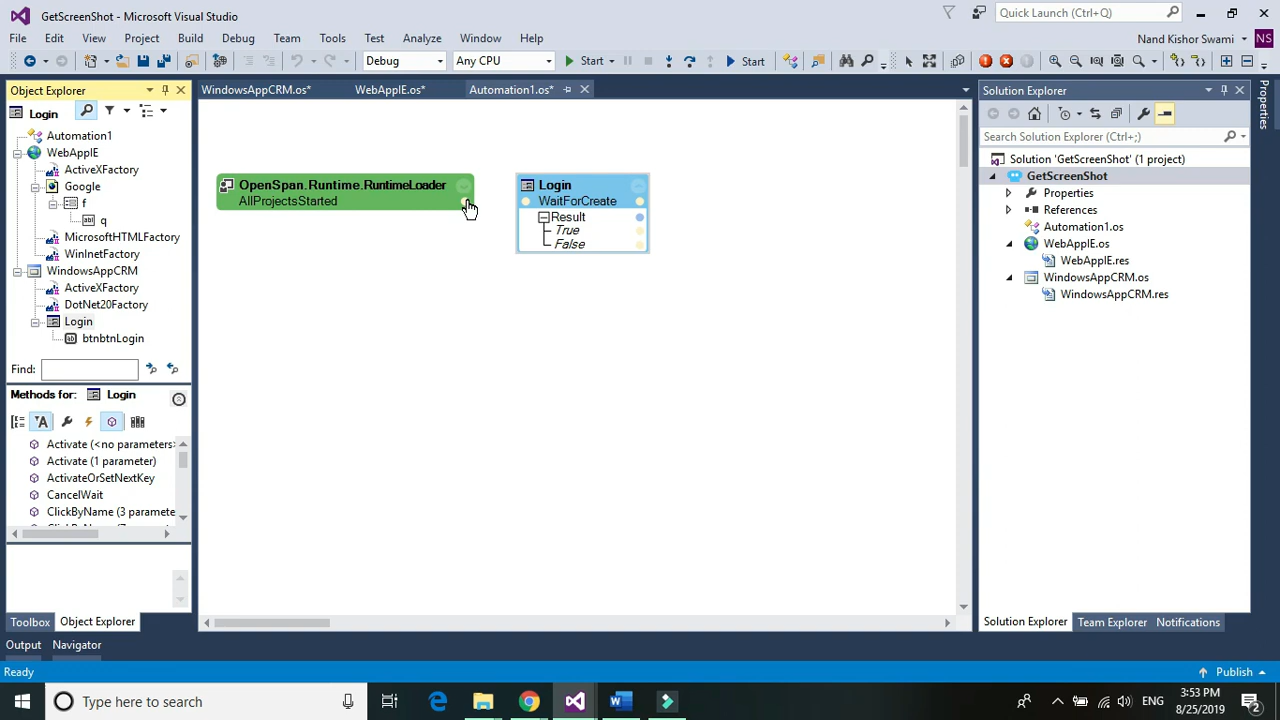 GetScreenShot - Microsoft Visual Studio
Quick Launch (Ctrl+Q)
File Edit View Project Build Debug Team Tools Test Analyze Window Help
Nand Kishor Swami NS
Debug Any CPU Start Start
Object Explorer
WindowsAppCRM.os* WebAppIE.os* Automation1.os*
Solution Explorer
Properties
Login
Search Solution Explorer (Ctrl+;)
Automation1
WebAppIE
ActiveXFactory
Google
f
q
MicrosoftHTMLFactory
WinInetFactory
WindowsAppCRM
ActiveXFactory
DotNet20Factory
Login
btnbtnLogin
Find:
Methods for: Login
Activate (<no parameters>
Activate (1 parameter)
ActivateOrSetNextKey
CancelWait
ClickByName (3 paramete
Toolbox Object Explorer
OpenSpan.Runtime.RuntimeLoader
AllProjectsStarted
Login
WaitForCreate
Result
True
False
Solution 'GetScreenShot' (1 project)
GetScreenShot
Properties
References
Automation1.os
WebAppIE.os
WebAppIE.res
WindowsAppCRM.os
WindowsAppCRM.res
Solution Explorer Team Explorer Notifications
Output Navigator
Ready
Publish
Type here to search
ENG
3:53 PM
8/25/2019
2